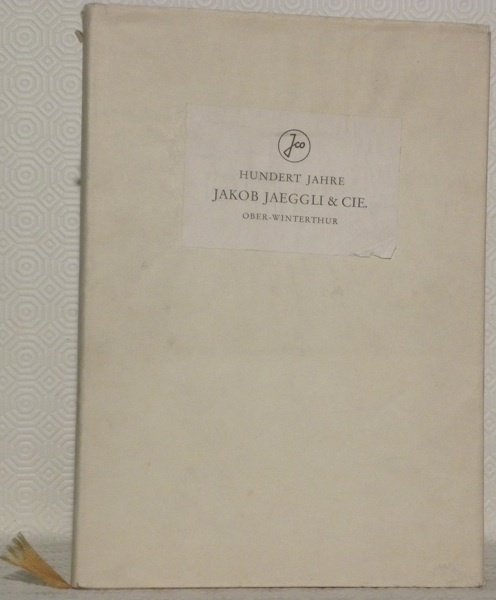 Jco
HUNDERT JAHRE
JAKOB JAEGGLI & CIE.
OBER-WINTERTHUR